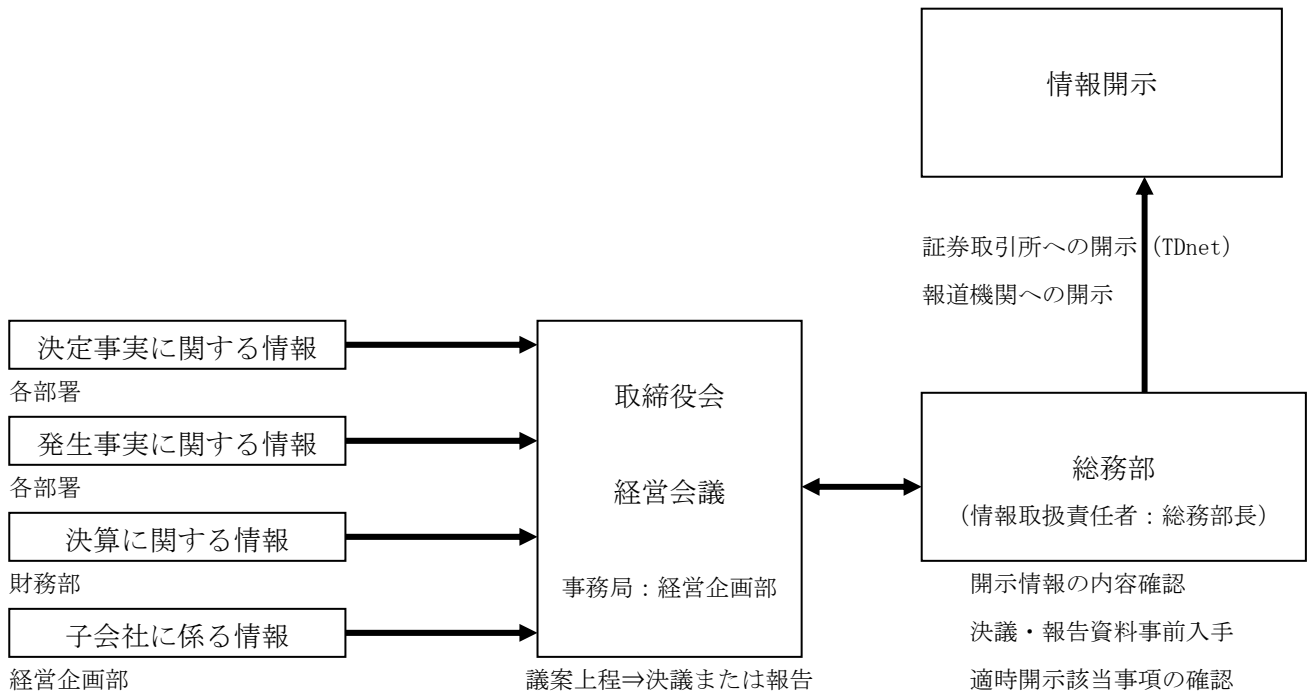 情報開示
証券取引所への開示（TDnet）
報道機関への開示
決定事実に関する情報
各部署
発生事実に関する情報
各部署
決算に関する情報
財務部
子会社に係る情報
経営企画部
取締役会
経営会議
事務局：経営企画部
議案上程⇒決議または報告
総務部
（情報取扱責任者：総務部長）
開示情報の内容確認
決議・報告資料事前入手
適時開示該当事項の確認